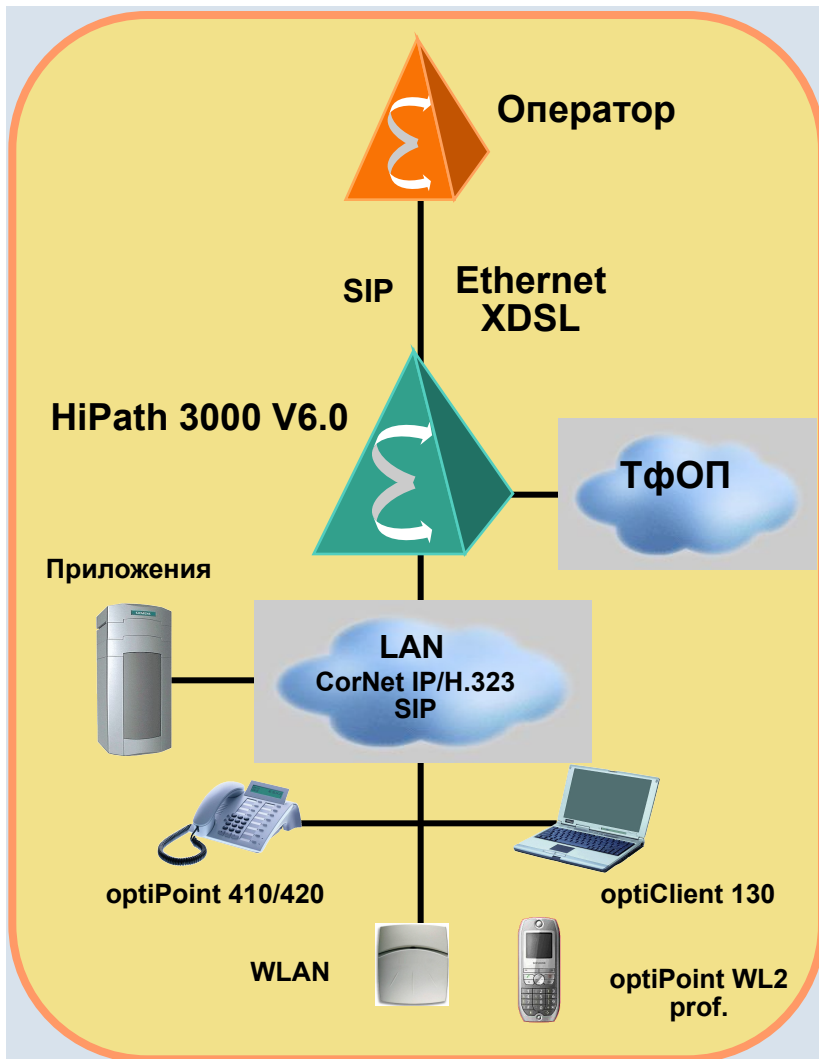 Оператор
SIP
Ethernet
XDSL
HiPath 3000 V6.0
ТфОП
Приложения
LAN
CorNet IP/H.323
SIP
optiPoint 410/420
optiClient 130
WLAN
optiPoint WL2
prof.